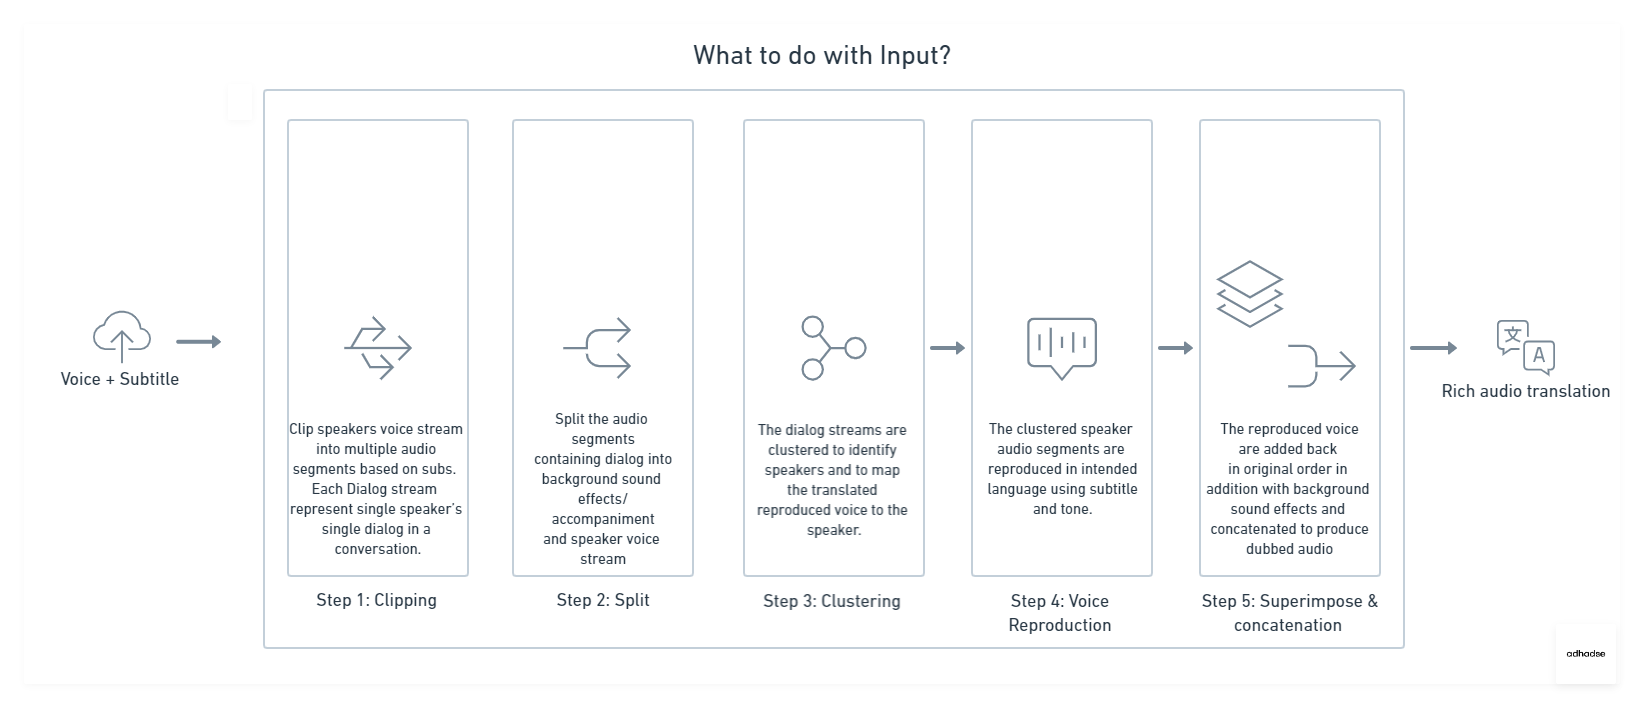 What to do with Input?
Voice + Subtitle
Clip speakers voice stream
into multiple audio
segments based on subs.
Each Dialog stream
represent single speaker's
single dialog in a
conversation.
Step 1: Clipping
Split the audio
segments
containing dialog into
background sound
effects/
accompaniment
and speaker voice
stream
Step 2: Split
The dialog streams are
clustered to identify
speakers and to map
the translated
reproduced voice to the
speaker.
Step 3: Clustering
The clustered speaker
audio segments are
reproduced in intended
language using subtitle
and tone.
Step 4: Voice
Reproduction
The reproduced voice
are added back
in original order in
addition with background
sound effects and
concatenated to produce
dubbed audio
Step 5: Superimpose &
concatenation
文
A
Rich audio translation
adhadse